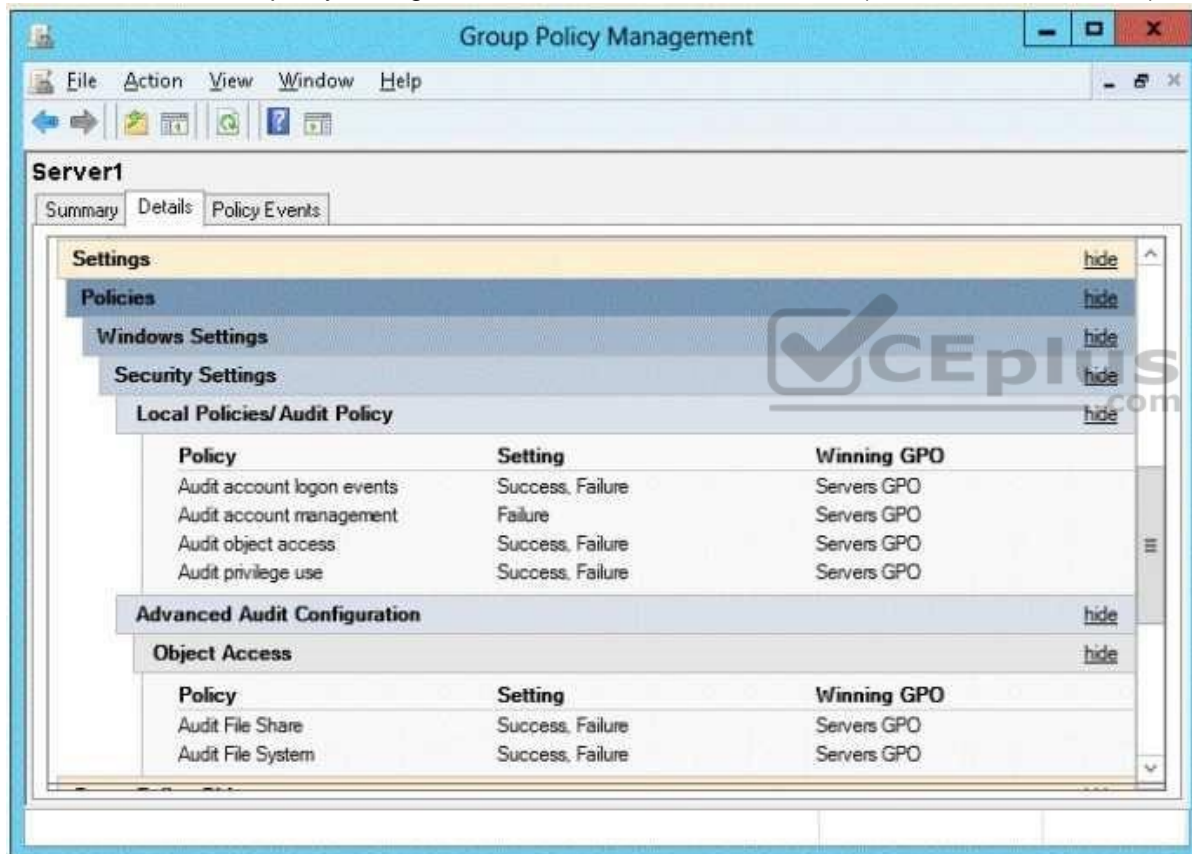 Group Policy Management
File Action View Window Help
Server1
Summary Details Policy Events
Settings hide
Policies hide
Windows Settings hide
Security Settings hide
Local Policies/Audit Policy hide
Policy Setting Winning GPO
Audit account logon events Success, Failure Servers GPO
Audit account management Failure Servers GPO
Audit object access Success, Failure Servers GPO
Audit privilege use Success, Failure Servers GPO
Advanced Audit Configuration hide
Object Access hide
Policy Setting Winning GPO
Audit File Share Success, Failure Servers GPO
Audit File System Success, Failure Servers GPO
CEplus
.com